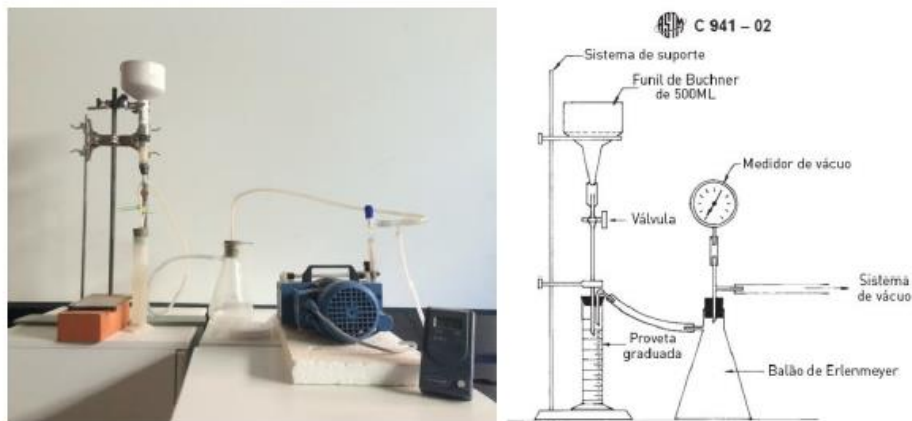 ASTM C 941 – 02
Sistema de suporte
Funil de Buchner
de 500ML
Medidor de vácuo
Válvula
Sistema
de vácuo
Proveta
graduada
Balão de Erlenmeyer